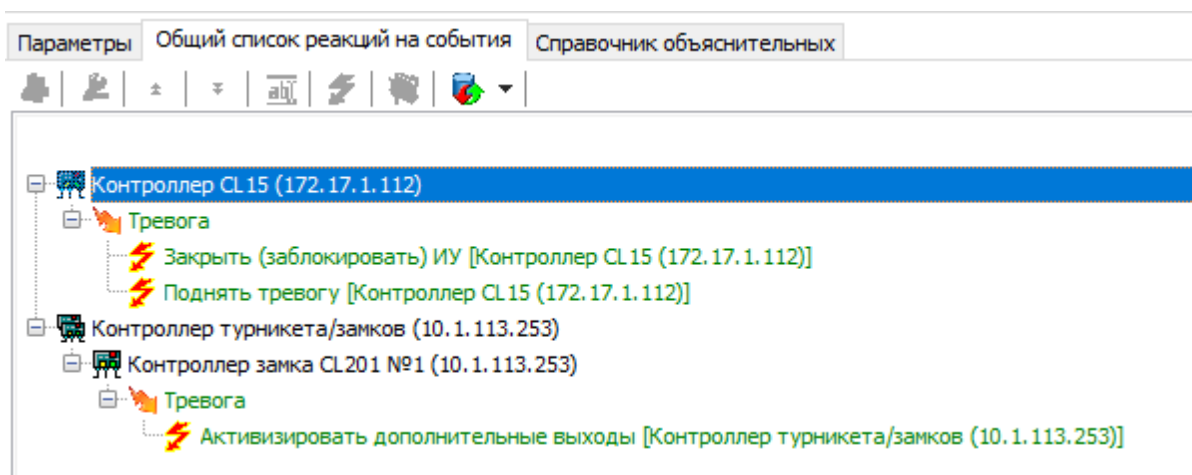 Параметры Общий список реакций на события Справочник объяснительных
abc
Контроллер CL15 (172.17.1.112)
Тревога
Закрыть (заблокировать) ИУ [Контроллер CL15 (172.17.1.112)]
Поднять тревогу [Контроллер CL15 (172.17.1.112)]
Контроллер турникета/замков (10.1.113.253)
Контроллер замка CL201 №1 (10.1.113.253)
Тревога
Активизировать дополнительные выходы [Контроллер турникета/замков (10.1.113.253)]